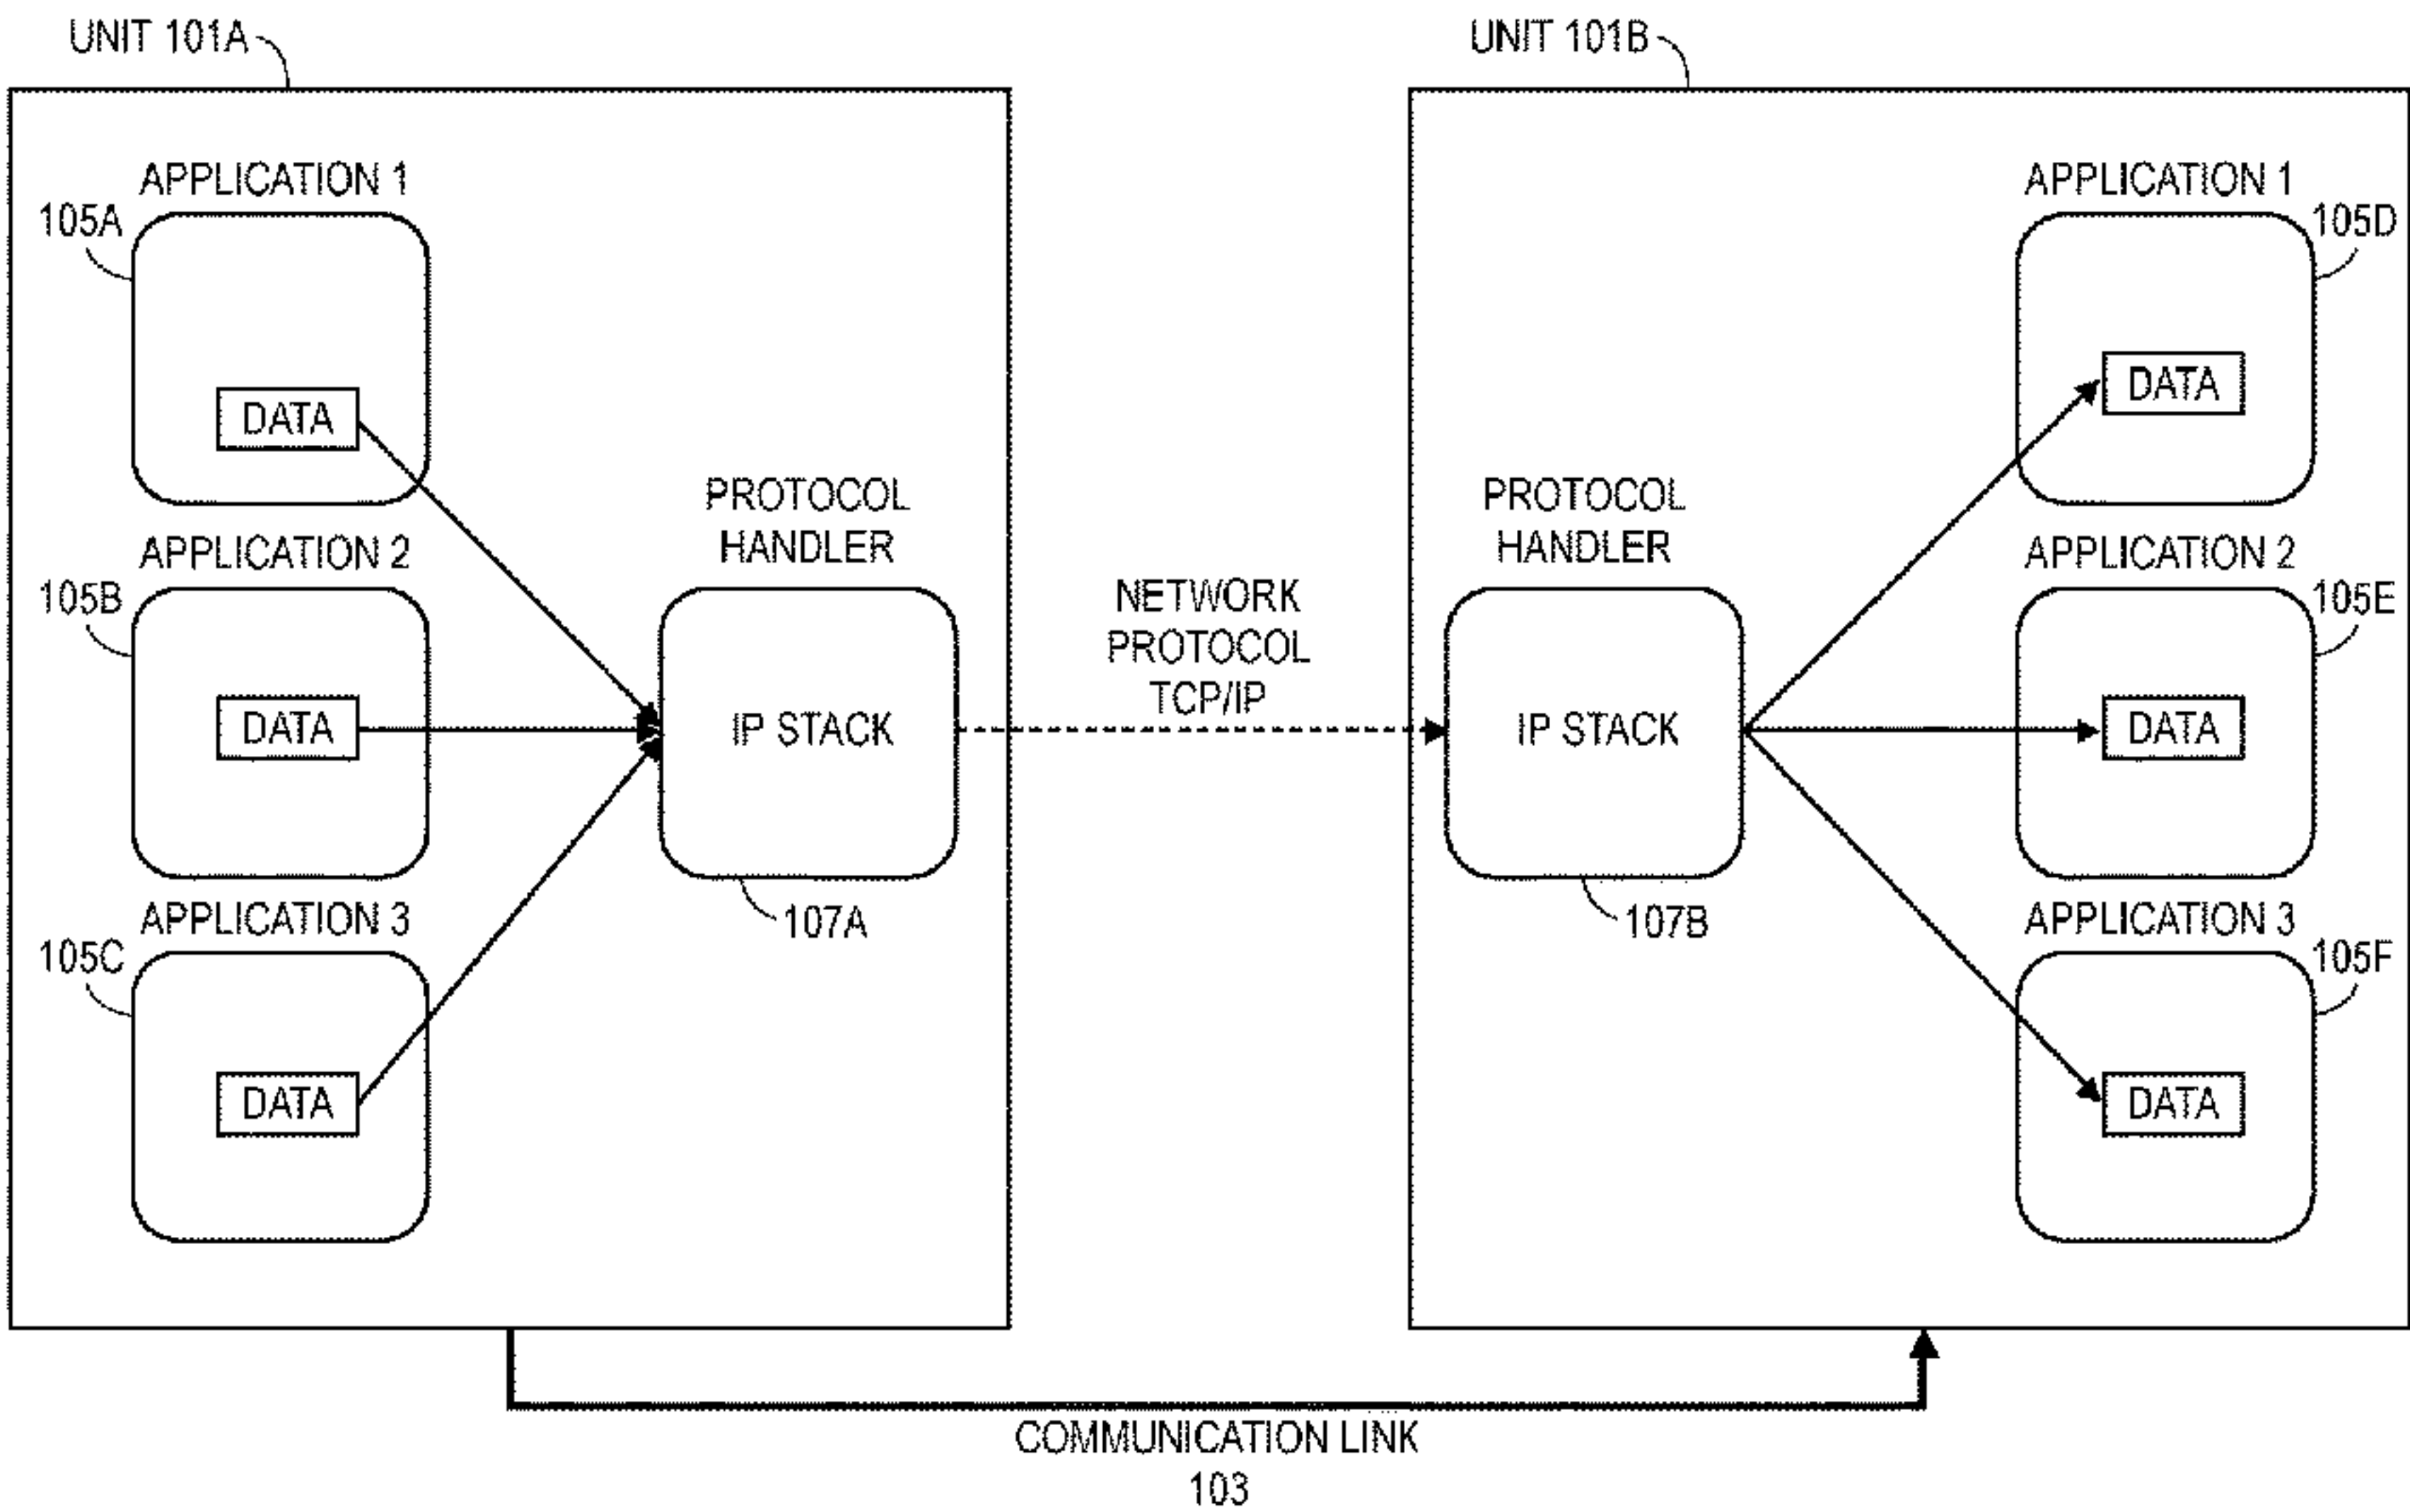 UNIT 101A
UNIT 101B
APPLICATION 1
105A
DATA
APPLICATION 2
105B
DATA
APPLICATION 3
105C
DATA
PROTOCOL
HANDLER
IP STACK
107A
NETWORK
PROTOCOL
TCP/IP
PROTOCOL
HANDLER
IP STACK
107B
APPLICATION 1
105D
DATA
APPLICATION 2
105E
DATA
APPLICATION 3
105F
DATA
COMMUNICATION LINK
103